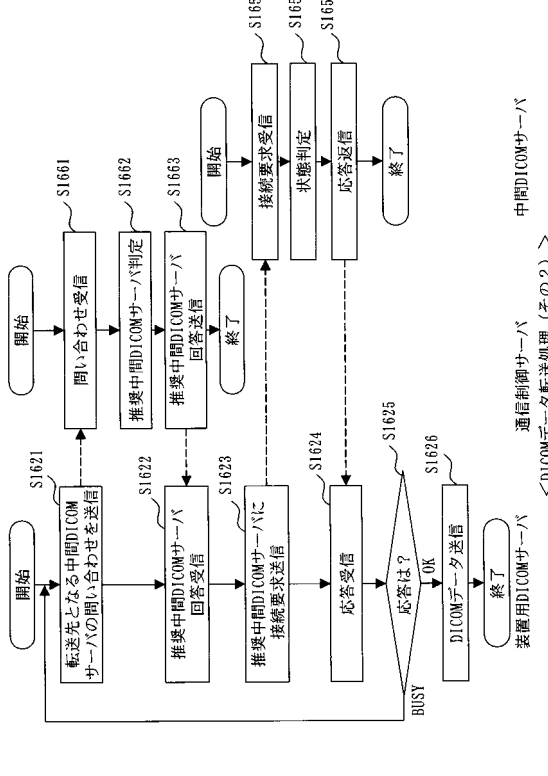 開始
S1621
転送先となる中間DICOM
サーバの問い合わせを送信
S1622
推奨中間DICOMサーバ
回答受信
S1623
推奨中間DICOMサーバに
接続要求送信
S1624
応答受信
S1625
応答は?
BUSY
OK
S1626
DICOMデータ送信
終了
装置用DICOMサーバ
開始
S1661
問い合わせ受信
S1662
推奨中間DICOMサーバ判定
S1663
推奨中間DICOMサーバ
回答送信
終了
通信制御サーバ
開始
接続要求受信
状態判定
応答返信
終了
中間DICOMサーバ
<DICOMデータ転送処理(その2)>